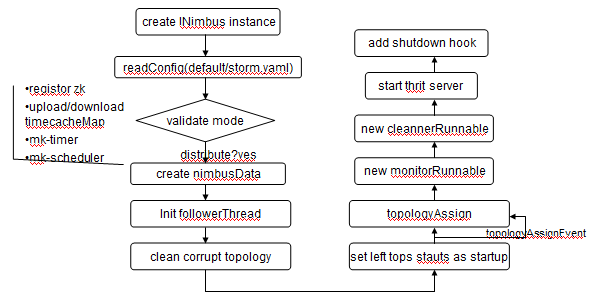 create INimbus instance
readConfig(default/storm.yaml)
•registor zk
•upload/download
timecacheMap
•mk-timer
•mk-scheduler
validate mode
distribute?yes
create nimbusData
Init followerThread
clean corrupt topology
add shutdown hook
start thrit server
new cleannerRunnable
new monitorRunnable
topologyAssign
topologyAssignEvent
set left tops stauts as startup